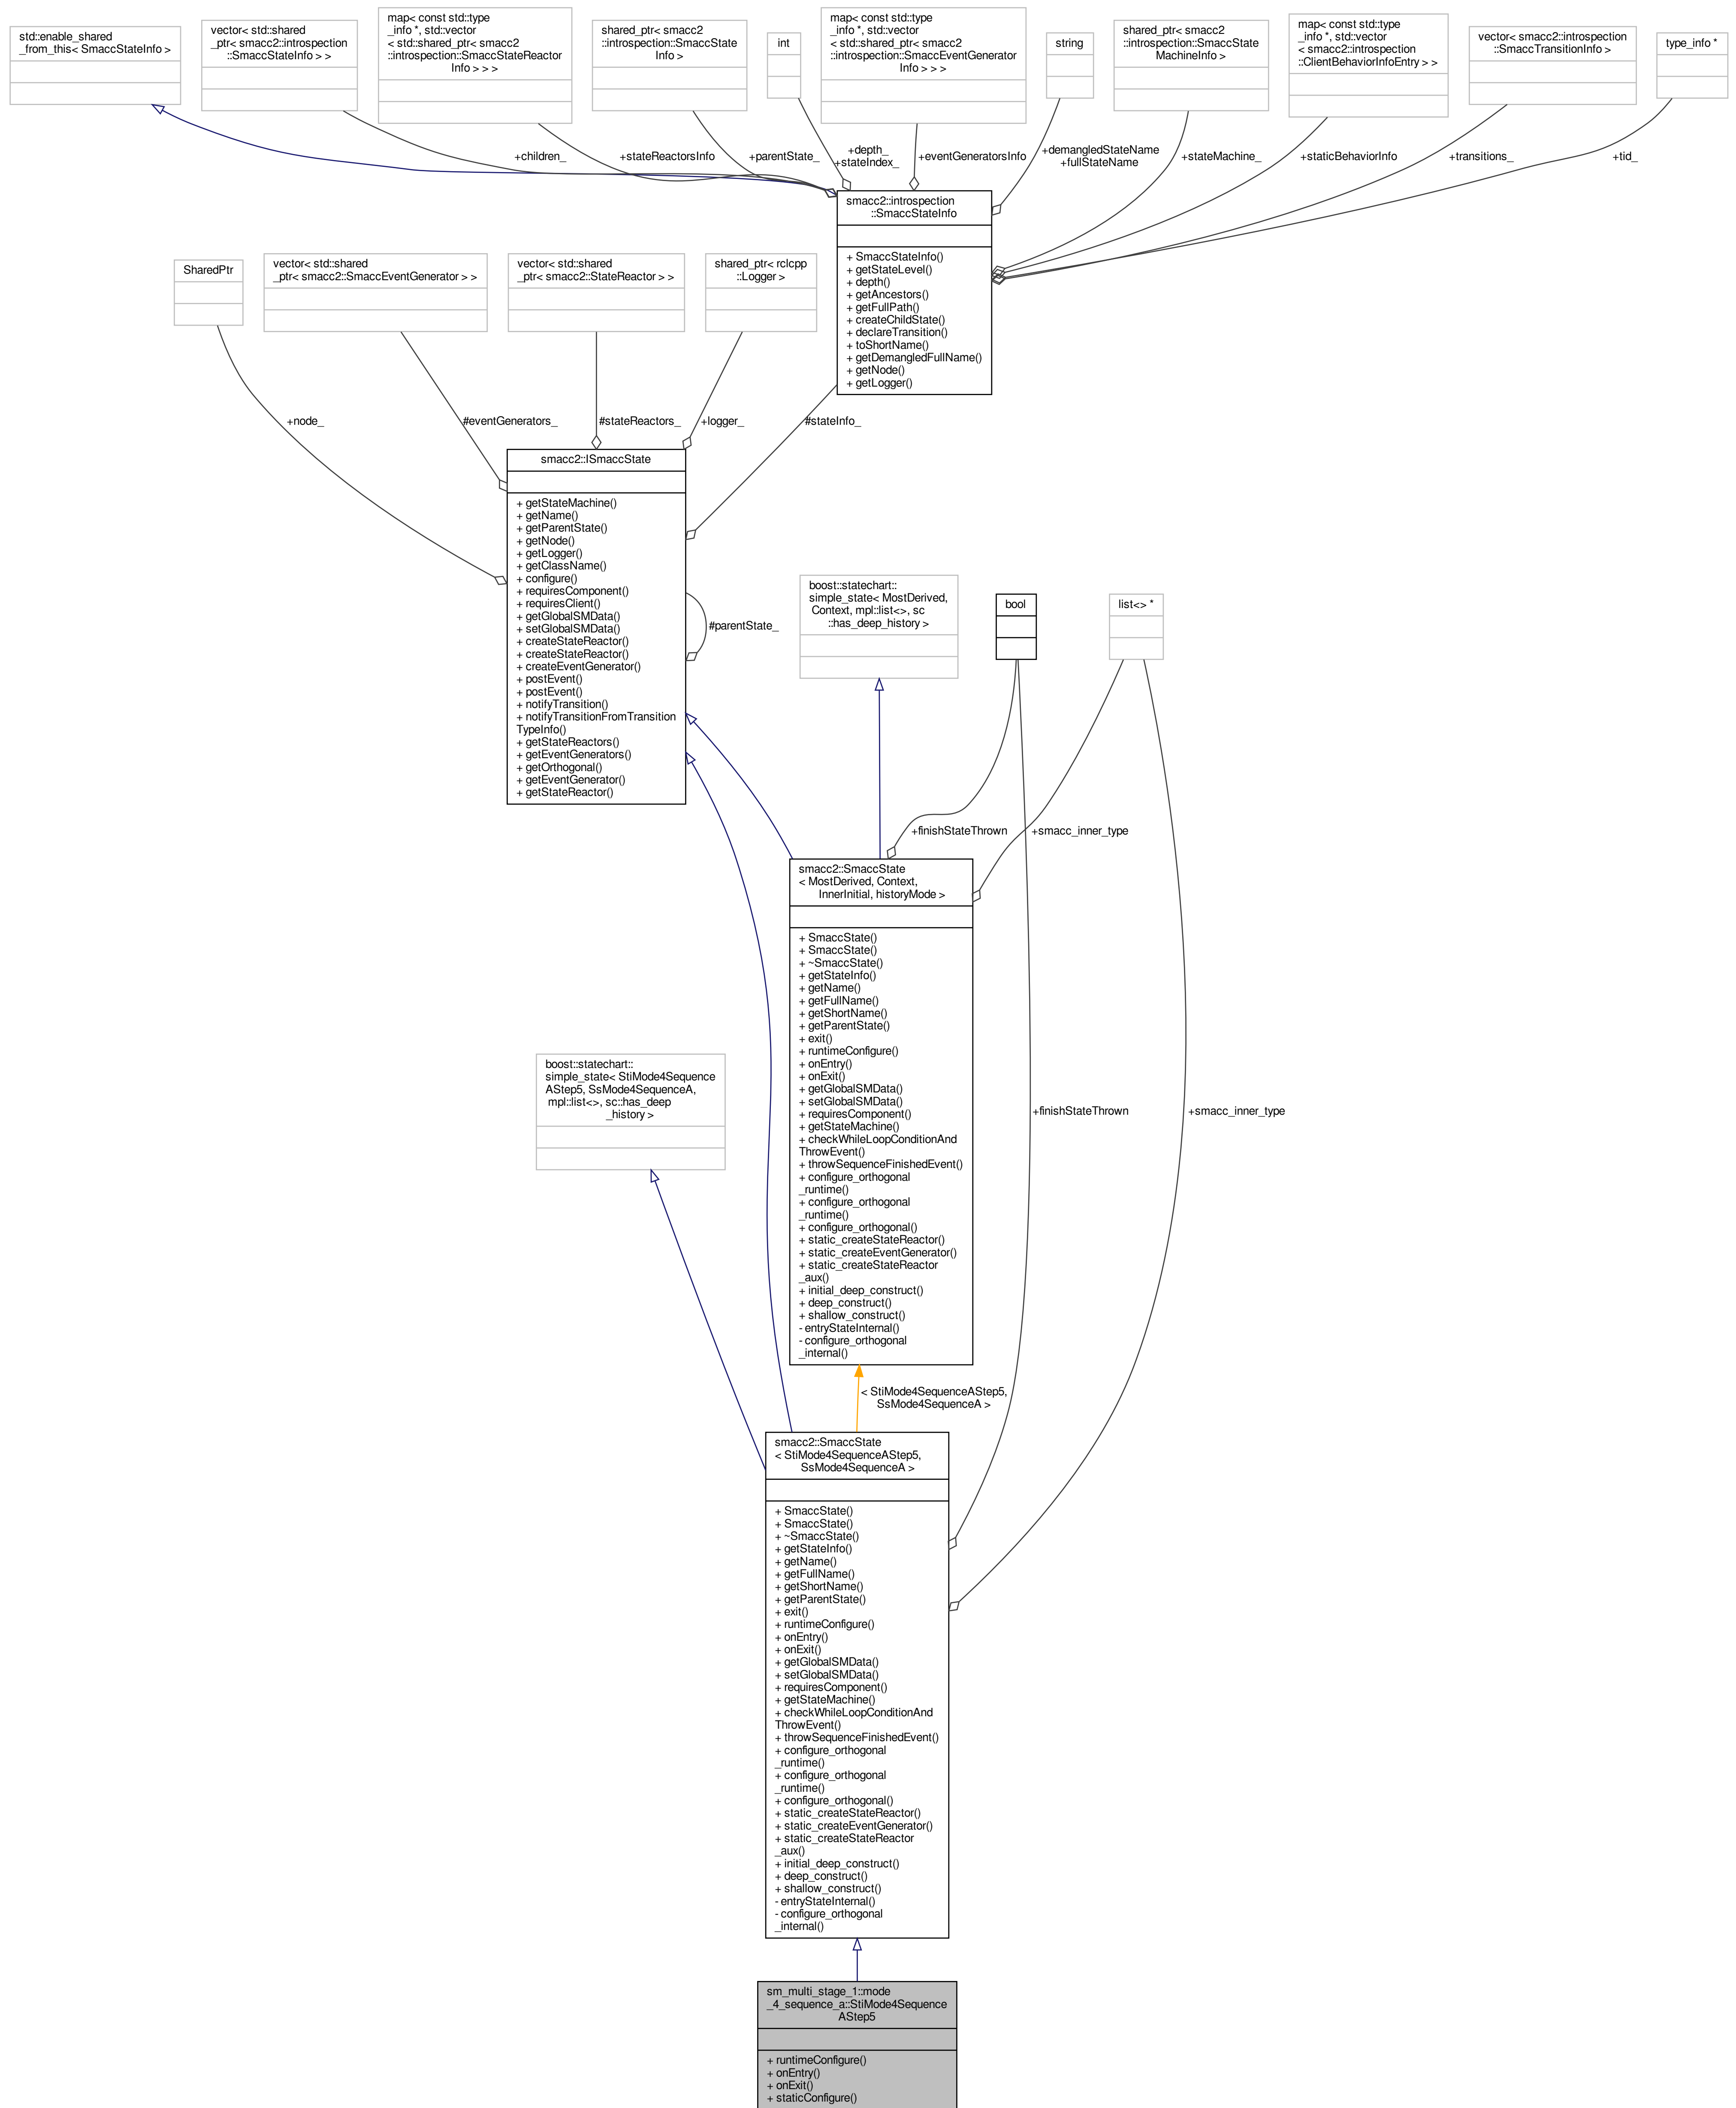 std::enable_shared
_from_this< SmaccStateInfo >
vector< std::shared
_ptr< smacc2::introspection
::SmaccStateInfo > >
map< const std::type
_info *, std::vector
< std::shared_ptr< smacc2
::introspection::SmaccStateReactor
Info > > >
shared_ptr< smacc2
::introspection::SmaccState
Info >
int
map< const std::type
_info *, std::vector
< std::shared_ptr< smacc2
::introspection::SmaccEventGenerator
Info > > >
string
shared_ptr< smacc2
::introspection::SmaccState
MachineInfo >
map< const std::type
_info *, std::vector
< smacc2::introspection
::ClientBehaviorInfoEntry > >
vector< smacc2::introspection
::SmaccTransitionInfo >
type_info *
+children_
+stateReactorsInfo
+parentState_
+depth_
+stateIndex_
+eventGeneratorsInfo
+demangledStateName
+fullStateName
+stateMachine_
+staticBehaviorInfo
+transitions_
+tid_
smacc2::introspection
::SmaccStateInfo
+ SmaccStateInfo()
+ getStateLevel()
+ depth()
+ getAncestors()
+ getFullPath()
+ createChildState()
+ declareTransition()
+ toShortName()
+ getDemangledFullName()
+ getNode()
+ getLogger()
SharedPtr
vector< std::shared
_ptr< smacc2::SmaccEventGenerator > >
vector< std::shared
_ptr< smacc2::StateReactor > >
shared_ptr< rclcpp
::Logger >
+node_
#eventGenerators_
#stateReactors_
+logger_
#stateInfo_
smacc2::ISmaccState
+ getStateMachine()
+ getName()
+ getParentState()
+ getNode()
+ getLogger()
+ getClassName()
+ configure()
+ requiresComponent()
+ requiresClient()
+ getGlobalSMData()
+ setGlobalSMData()
+ createStateReactor()
+ createStateReactor()
+ createEventGenerator()
+ postEvent()
+ postEvent()
+ notifyTransition()
+ notifyTransitionFromTransition
TypeInfo()
+ getStateReactors()
+ getEventGenerators()
+ getOrthogonal()
+ getEventGenerator()
+ getStateReactor()
#parentState_
boost::statechart::
simple_state< MostDerived,
Context, mpl::list<>, sc
::has_deep_history >
bool
list<> *
+finishStateThrown
+smacc_inner_type
smacc2::SmaccState
< MostDerived, Context,
InnerInitial, historyMode >
+ SmaccState()
+ SmaccState()
+ ~SmaccState()
+ getStateInfo()
+ getName()
+ getFullName()
+ getShortName()
+ getParentState()
+ exit()
+ runtimeConfigure()
+ onEntry()
+ onExit()
+ getGlobalSMData()
+ setGlobalSMData()
+ requiresComponent()
+ getStateMachine()
+ checkWhileLoopConditionAnd
ThrowEvent()
+ throwSequenceFinishedEvent()
+ configure_orthogonal
_runtime()
+ configure_orthogonal
_runtime()
+ configure_orthogonal()
+ static_createStateReactor()
+ static_createEventGenerator()
+ static_createStateReactor
_aux()
+ initial_deep_construct()
+ deep_construct()
+ shallow_construct()
- entryStateInternal()
- configure_orthogonal
_internal()
boost::statechart::
simple_state< StiMode4Sequence
AStep5, SsMode4SequenceA,
mpl::list<>, sc::has_deep
_history >
+finishStateThrown
+smacc_inner_type
< StiMode4SequenceAStep5,
SsMode4SequenceA >
smacc2::SmaccState
< StiMode4SequenceAStep5,
SsMode4SequenceA >
+ SmaccState()
+ SmaccState()
+ ~SmaccState()
+ getStateInfo()
+ getName()
+ getFullName()
+ getShortName()
+ getParentState()
+ exit()
+ runtimeConfigure()
+ onEntry()
+ onExit()
+ getGlobalSMData()
+ setGlobalSMData()
+ requiresComponent()
+ getStateMachine()
+ checkWhileLoopConditionAnd
ThrowEvent()
+ throwSequenceFinishedEvent()
+ configure_orthogonal
_runtime()
+ configure_orthogonal
_runtime()
+ configure_orthogonal()
+ static_createStateReactor()
+ static_createEventGenerator()
+ static_createStateReactor
_aux()
+ initial_deep_construct()
+ deep_construct()
+ shallow_construct()
- entryStateInternal()
- configure_orthogonal
_internal()
sm_multi_stage_1::mode
_4_sequence_a::StiMode4Sequence
AStep5
+ runtimeConfigure()
+ onEntry()
+ onExit()
+ staticConfigure()